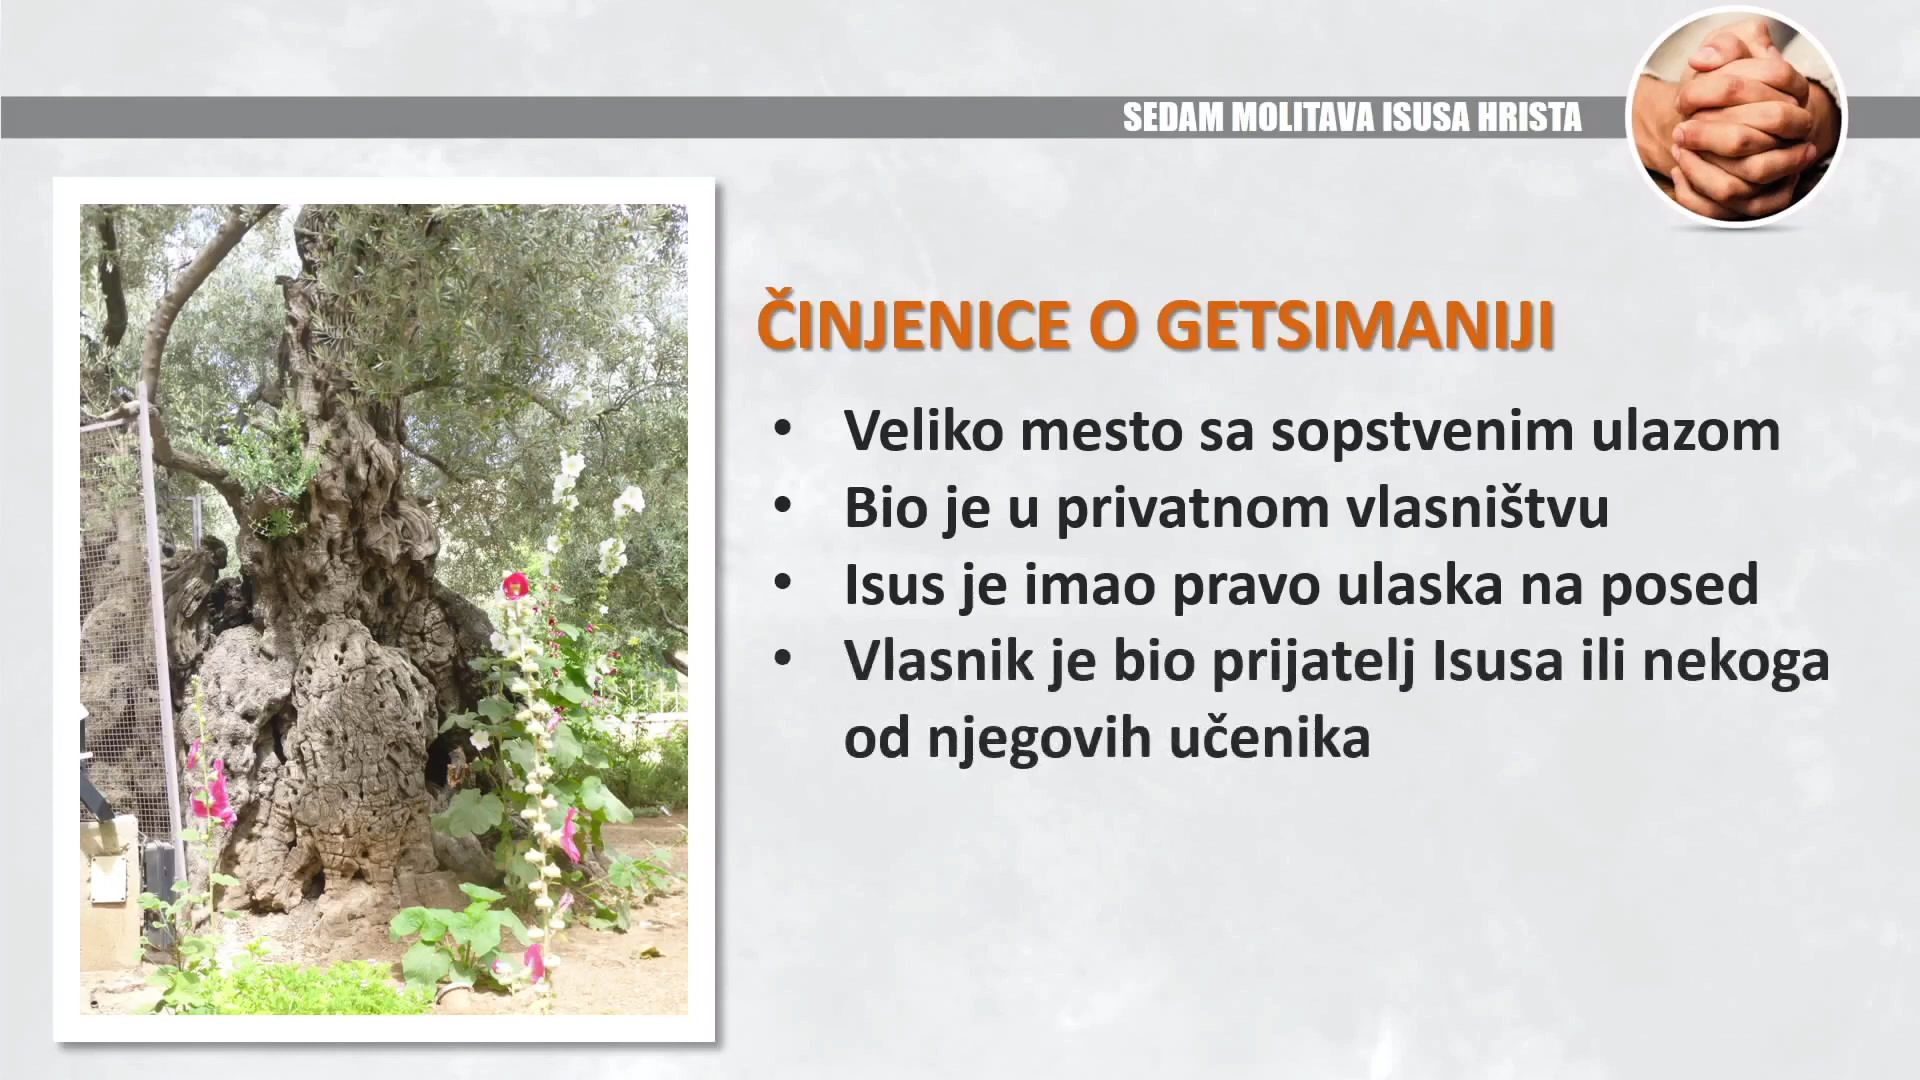 SEDAM MOLITAVA ISUSA HRISTA
ČINJENICE O GETSIMANIJI
• Veliko mesto sa sopstvenim ulazom
• Bio je u privatnom vlasništvu
• Isus je imao pravo ulaska na posed
• Vlasnik je bio prijatelj Isusa ili nekoga
od njegovih učenika